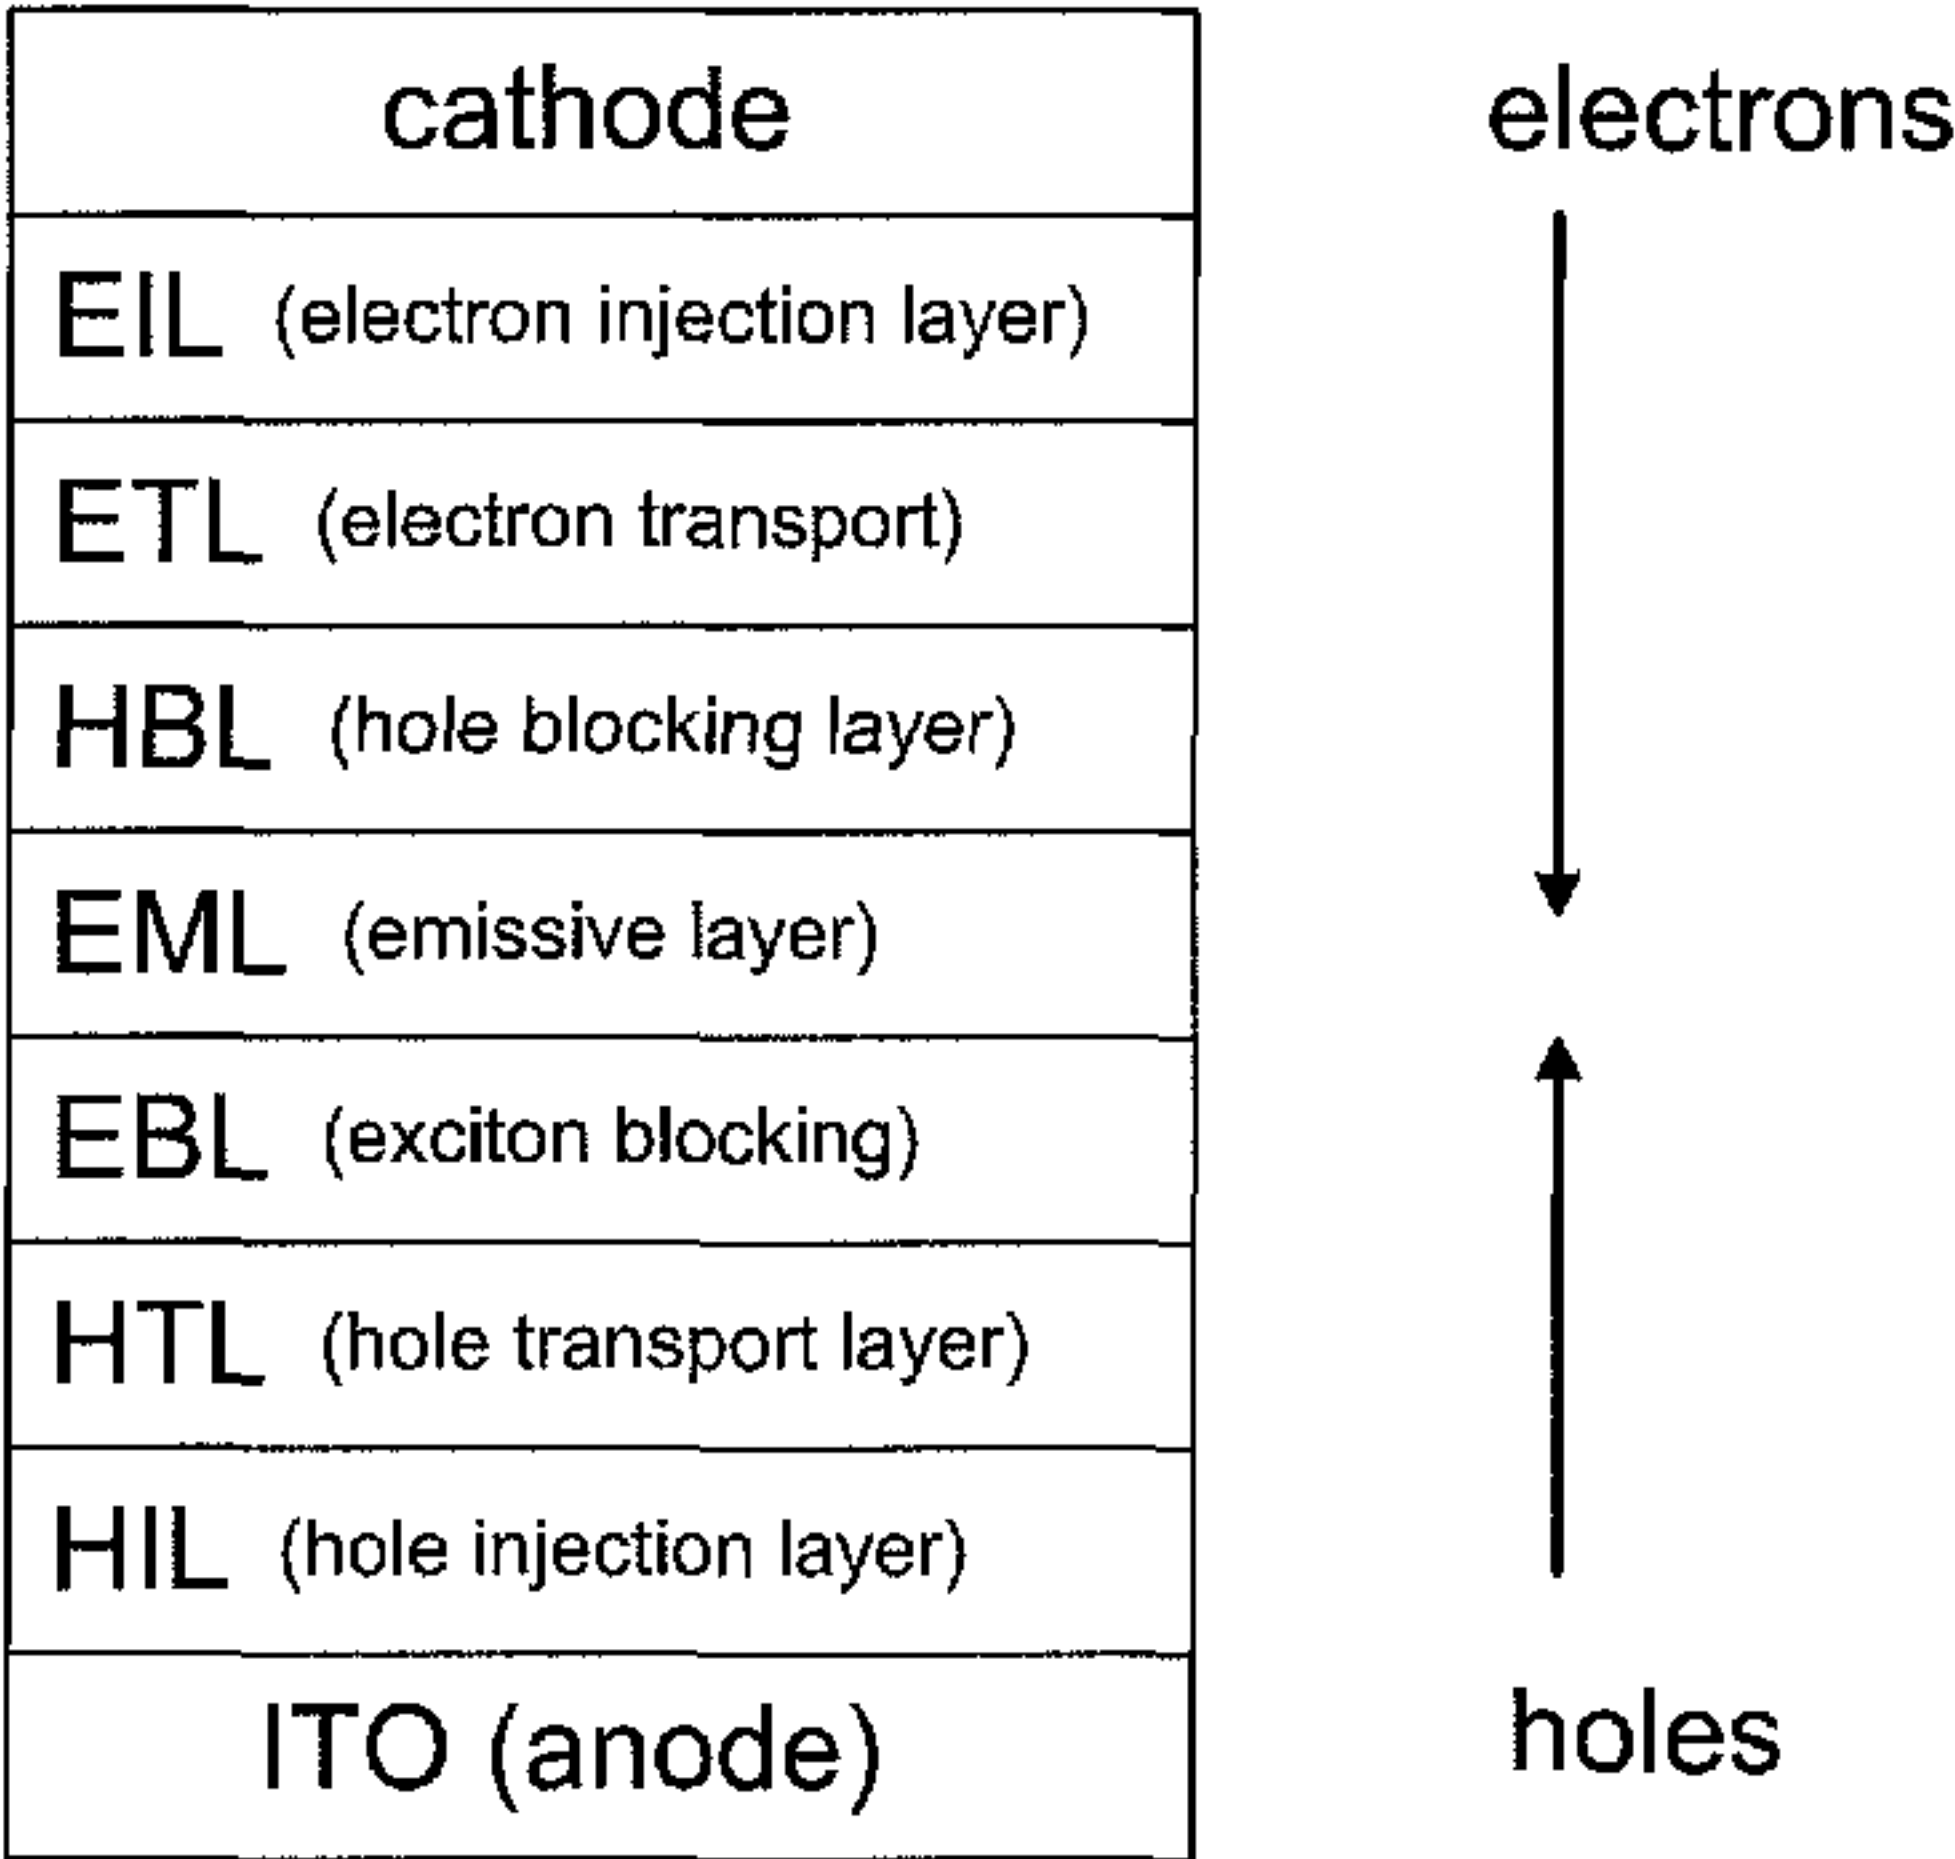 cathode
electrons
EIL (electron injection layer)
ETL (electron transport)
HBL (hole blocking layer)
EML (emissive layer)
EBL (exciton blocking)
HTL (hole transport layer)
HIL (hole injection layer)
ITO (anode)
holes